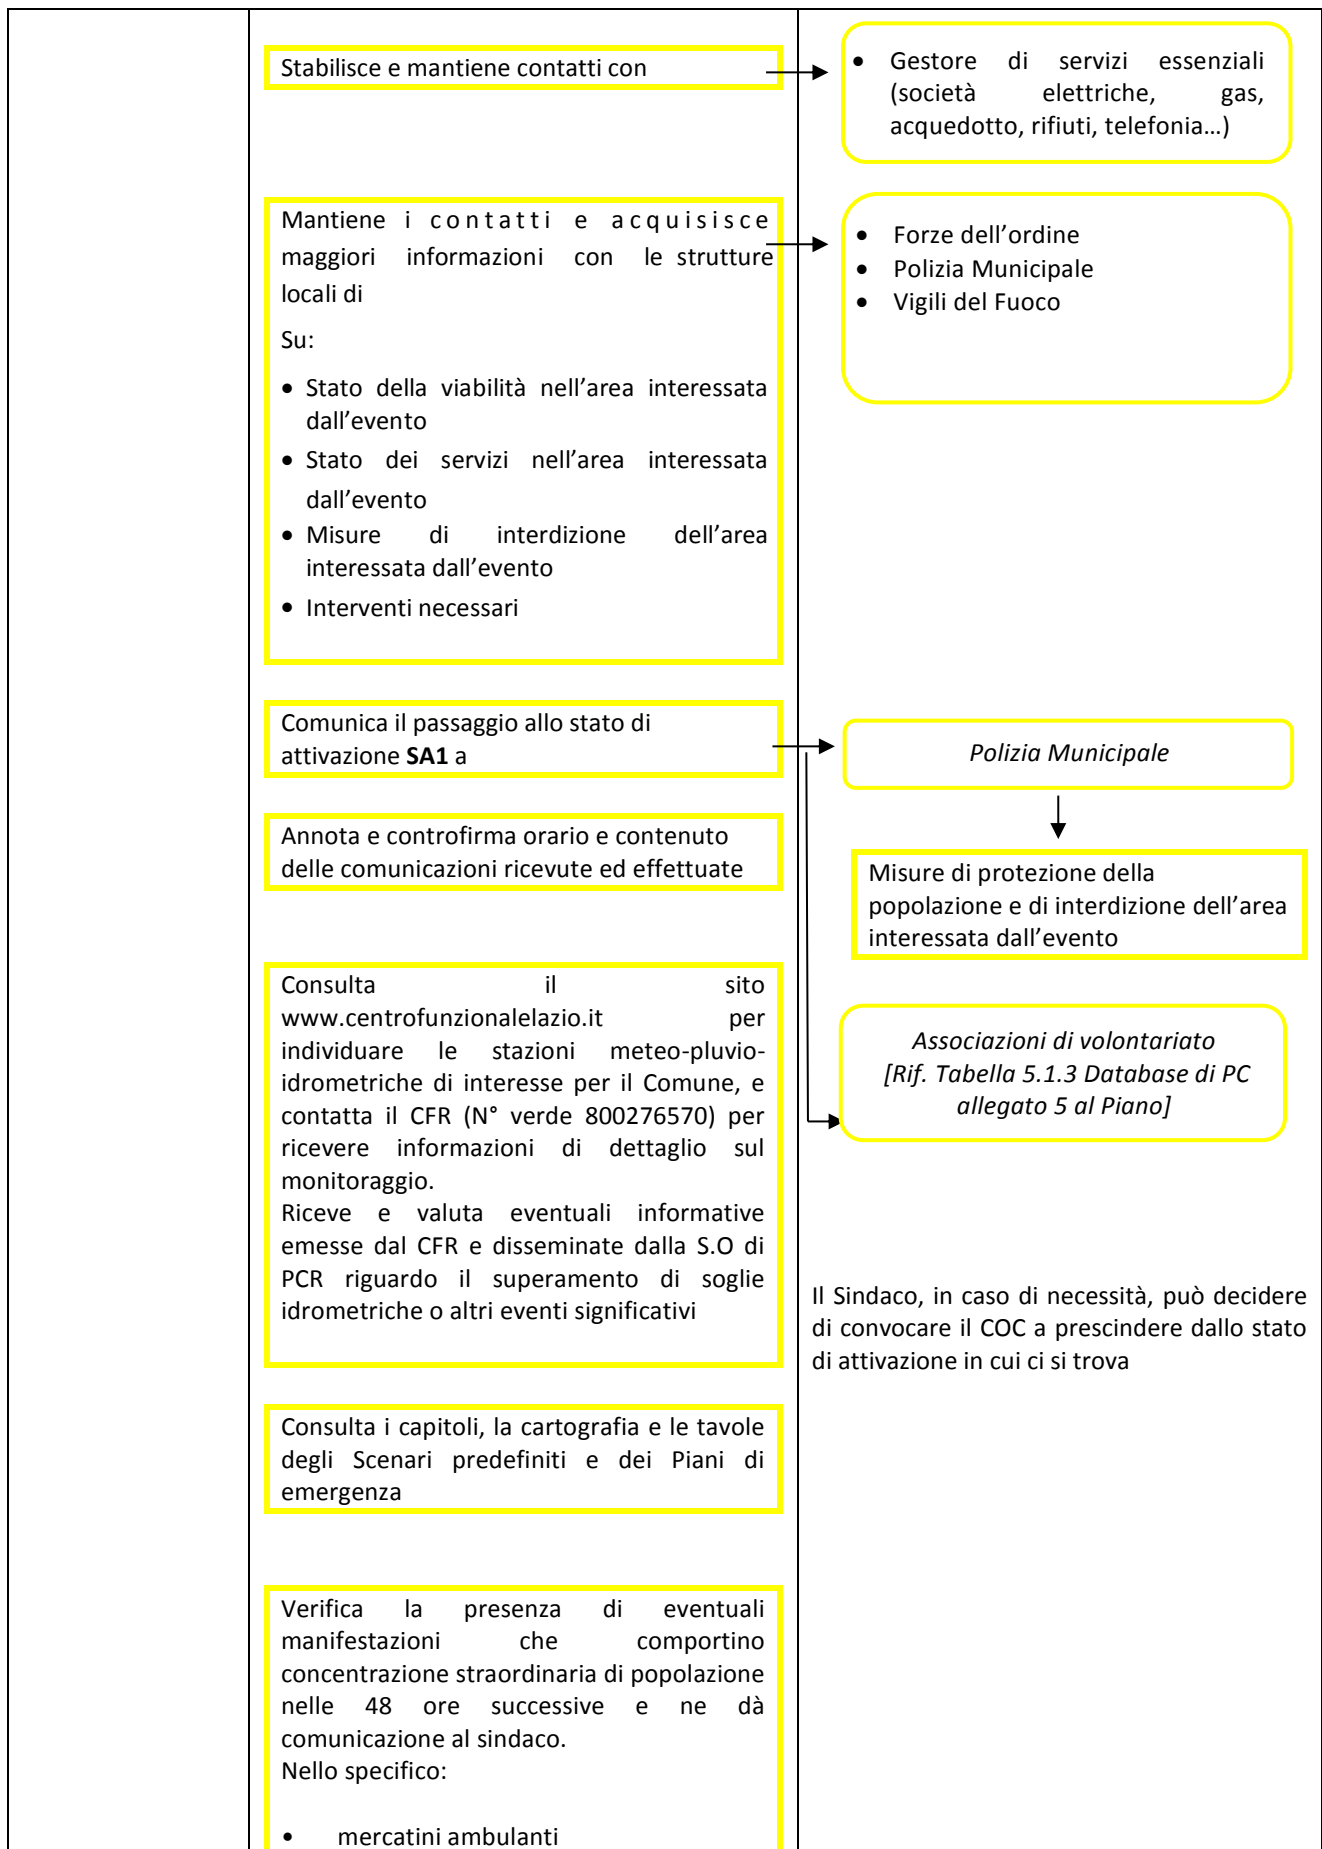 Stabilisce e mantiene contatti con
• Gestore di servizi essenziali
(società elettriche, gas,
acquedotto, rifiuti, telefonia…)
Mantiene i contatti e acquisisce
maggiori informazioni con le strutture
locali di
Su:
• Stato della viabilità nell’area interessata
dall’evento
• Stato dei servizi nell’area interessata
dall’evento
• Misure di interdizione dell’area
interessata dall’evento
• Interventi necessari
• Forze dell’ordine
• Polizia Municipale
• Vigili del Fuoco
Comunica il passaggio allo stato di
attivazione SA1 a
Polizia Municipale
Misure di protezione della
popolazione e di interdizione dell’area
interessata dall’evento
Associazioni di volontariato
[Rif. Tabella 5.1.3 Database di PC
allegato 5 al Piano]
Annota e controfirma orario e contenuto
delle comunicazioni ricevute ed effettuate
Consulta il sito
www.centrofunzionalelazio.it per
individuare le stazioni meteo-pluvio-
idrometriche di interesse per il Comune, e
contatta il CFR (N° verde 800276570) per
ricevere informazioni di dettaglio sul
monitoraggio.
Riceve e valuta eventuali informative
emesse dal CFR e disseminate dalla S.O di
PCR riguardo il superamento di soglie
idrometriche o altri eventi significativi
Il Sindaco, in caso di necessità, può decidere
di convocare il COC a prescindere dallo stato
di attivazione in cui ci si trova
Consulta i capitoli, la cartografia e le tavole
degli Scenari predefiniti e dei Piani di
emergenza
Verifica la presenza di eventuali
manifestazioni che comportino
concentrazione straordinaria di popolazione
nelle 48 ore successive e ne dà
comunicazione al sindaco.
Nello specifico:
• mercatini ambulanti